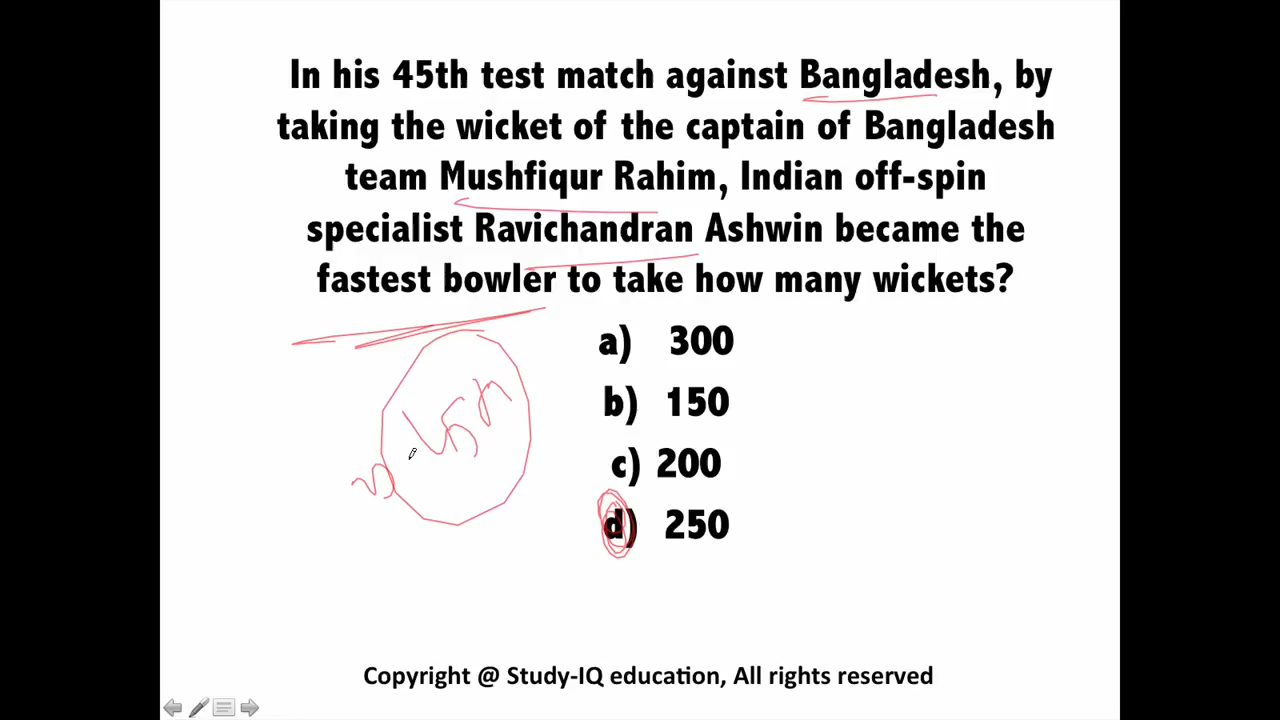 In his 45th test match against Bangladesh, by
taking the wicket of the captain of Bangladesh
team Mushfiqur Rahim, Indian off-spin
specialist Ravichandran Ashwin became the
fastest bowler to take how many wickets?
a) 300
b) 150
c) 200
d) 250
Copyright @ Study-IQ education, All rights reserved